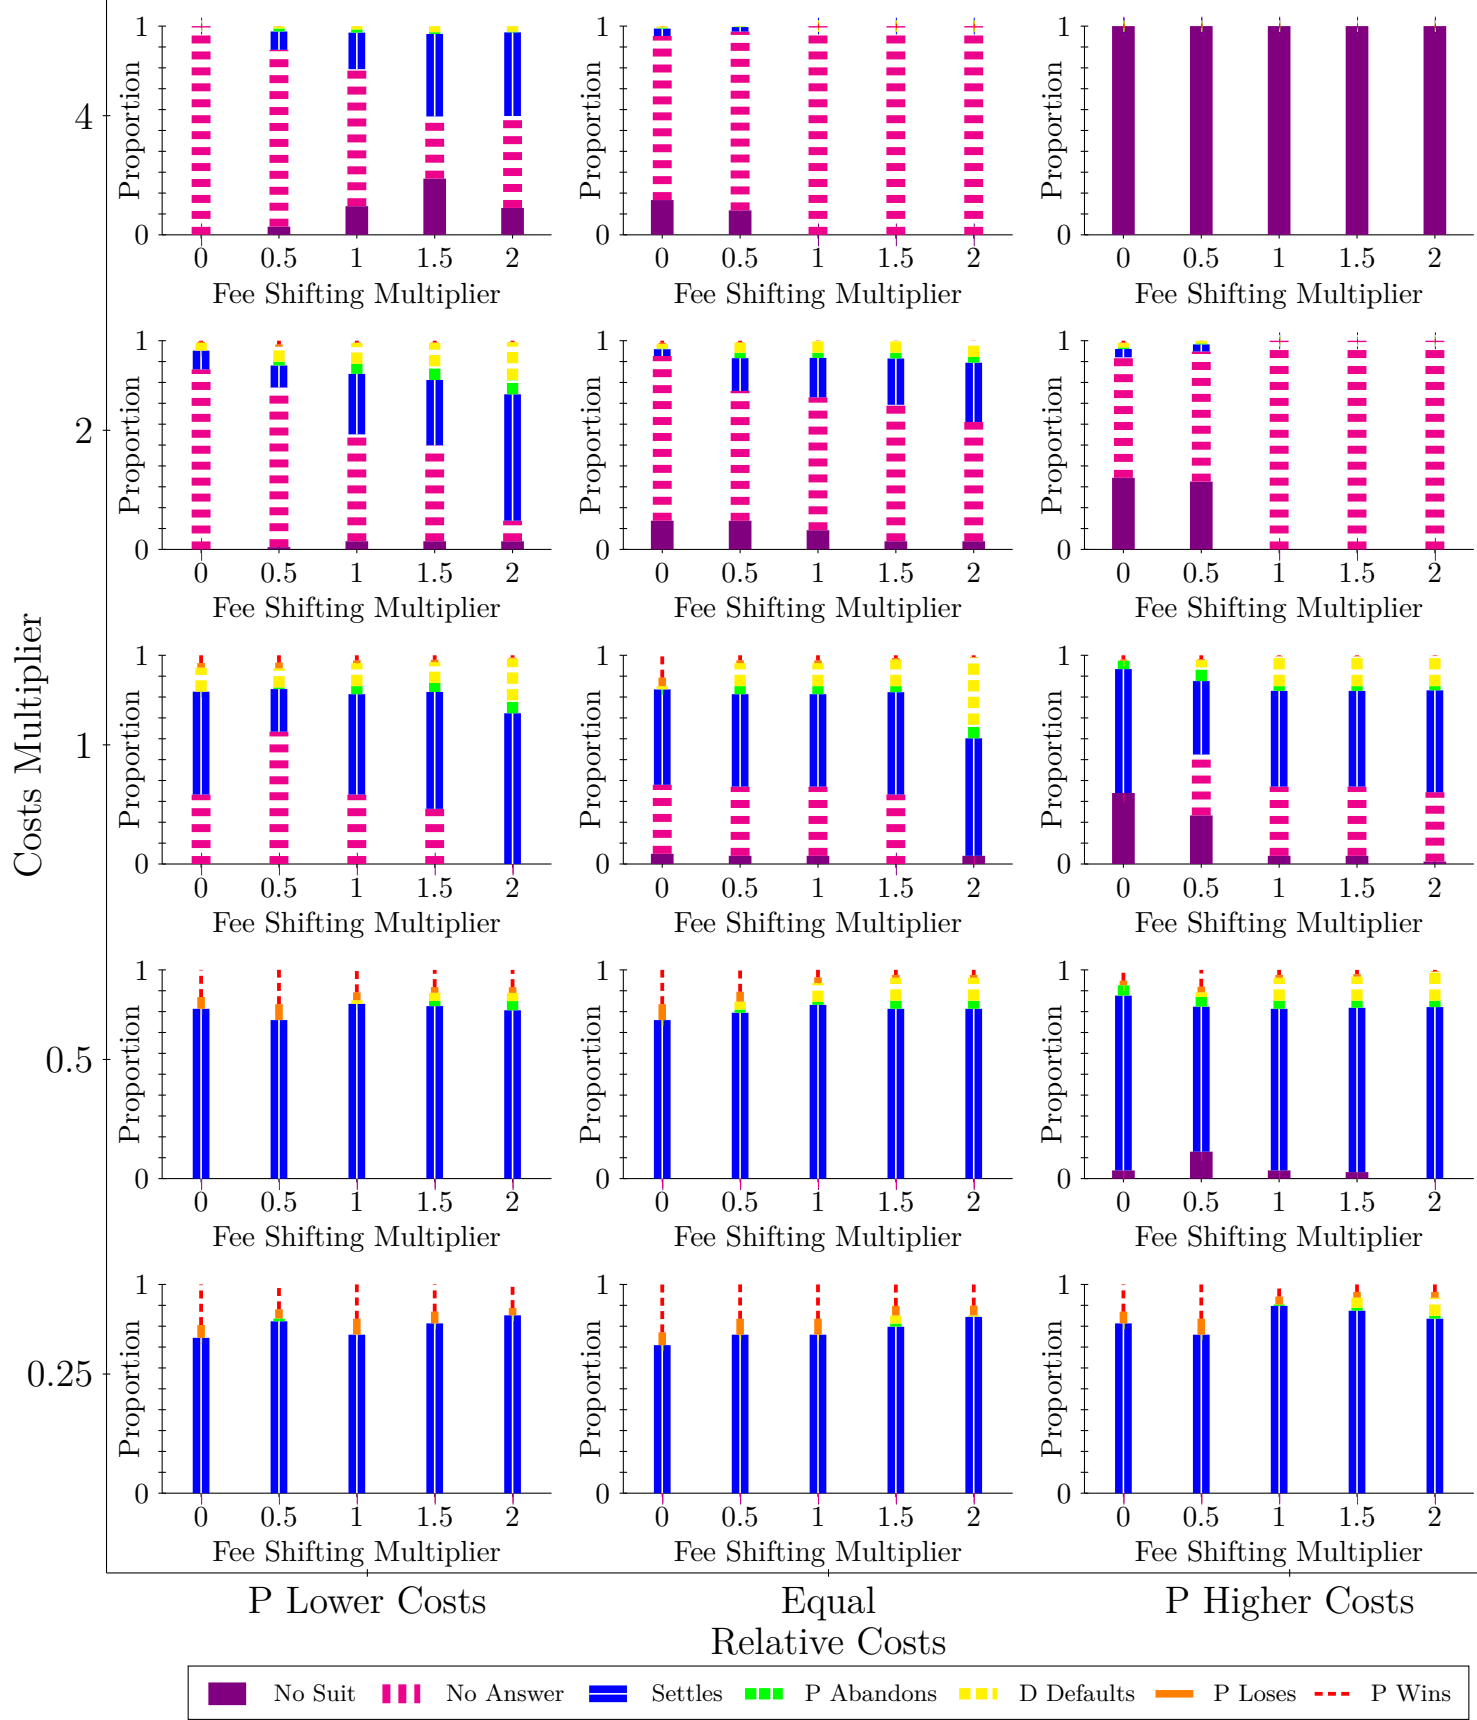 1 1 1
Proportion Proportion Proportion
4
0 0 0
0 0.5 1 1.5 2 0 0.5 1 1.5 2 0 0.5 1 1.5 2
Fee Shifting Multiplier Fee Shifting Multiplier Fee Shifting Multiplier
1 1 1
Proportion Proportion Proportion
2
0 0 0
0 0.5 1 1.5 2 0 0.5 1 1.5 2 0 0.5 1 1.5 2
Fee Shifting Multiplier Fee Shifting Multiplier Fee Shifting Multiplier
Costs Multiplier
1 1 1
Proportion Proportion Proportion
1
0 0 0
0 0.5 1 1.5 2 0 0.5 1 1.5 2 0 0.5 1 1.5 2
Fee Shifting Multiplier Fee Shifting Multiplier Fee Shifting Multiplier
1 1 1
Proportion Proportion Proportion
0.5
0 0 0
0 0.5 1 1.5 2 0 0.5 1 1.5 2 0 0.5 1 1.5 2
Fee Shifting Multiplier Fee Shifting Multiplier Fee Shifting Multiplier
1 1 1
Proportion Proportion Proportion
0.25
0 0 0
0 0.5 1 1.5 2 0 0.5 1 1.5 2 0 0.5 1 1.5 2
Fee Shifting Multiplier Fee Shifting Multiplier Fee Shifting Multiplier
P Lower Costs Equal P Higher Costs
Relative Costs
No Suit No Answer Settles P Abandons D Defaults P Loses P Wins